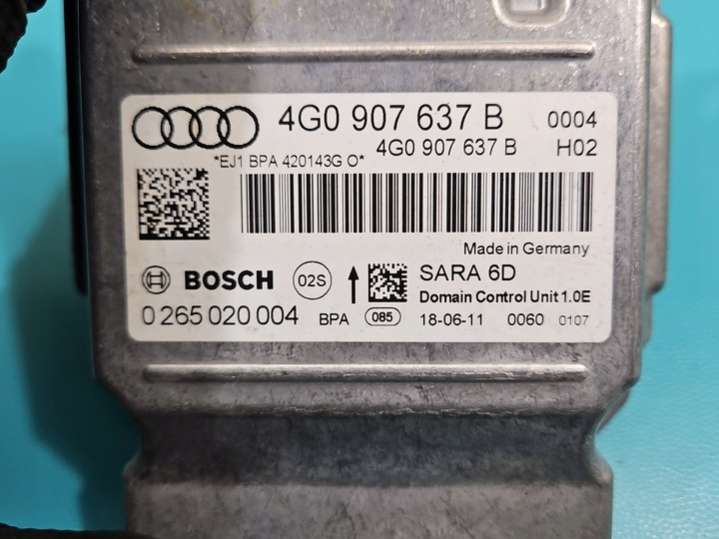 4G0 907 637 B 0004
4G0 907 637 B H02
*EJ1 BPA 420143G O*
Made in Germany
BOSCH 02S SARA 6D
Domain Control Unit 1.0E
0 265 020 004 BPA 085 18-06-11 0060 0107